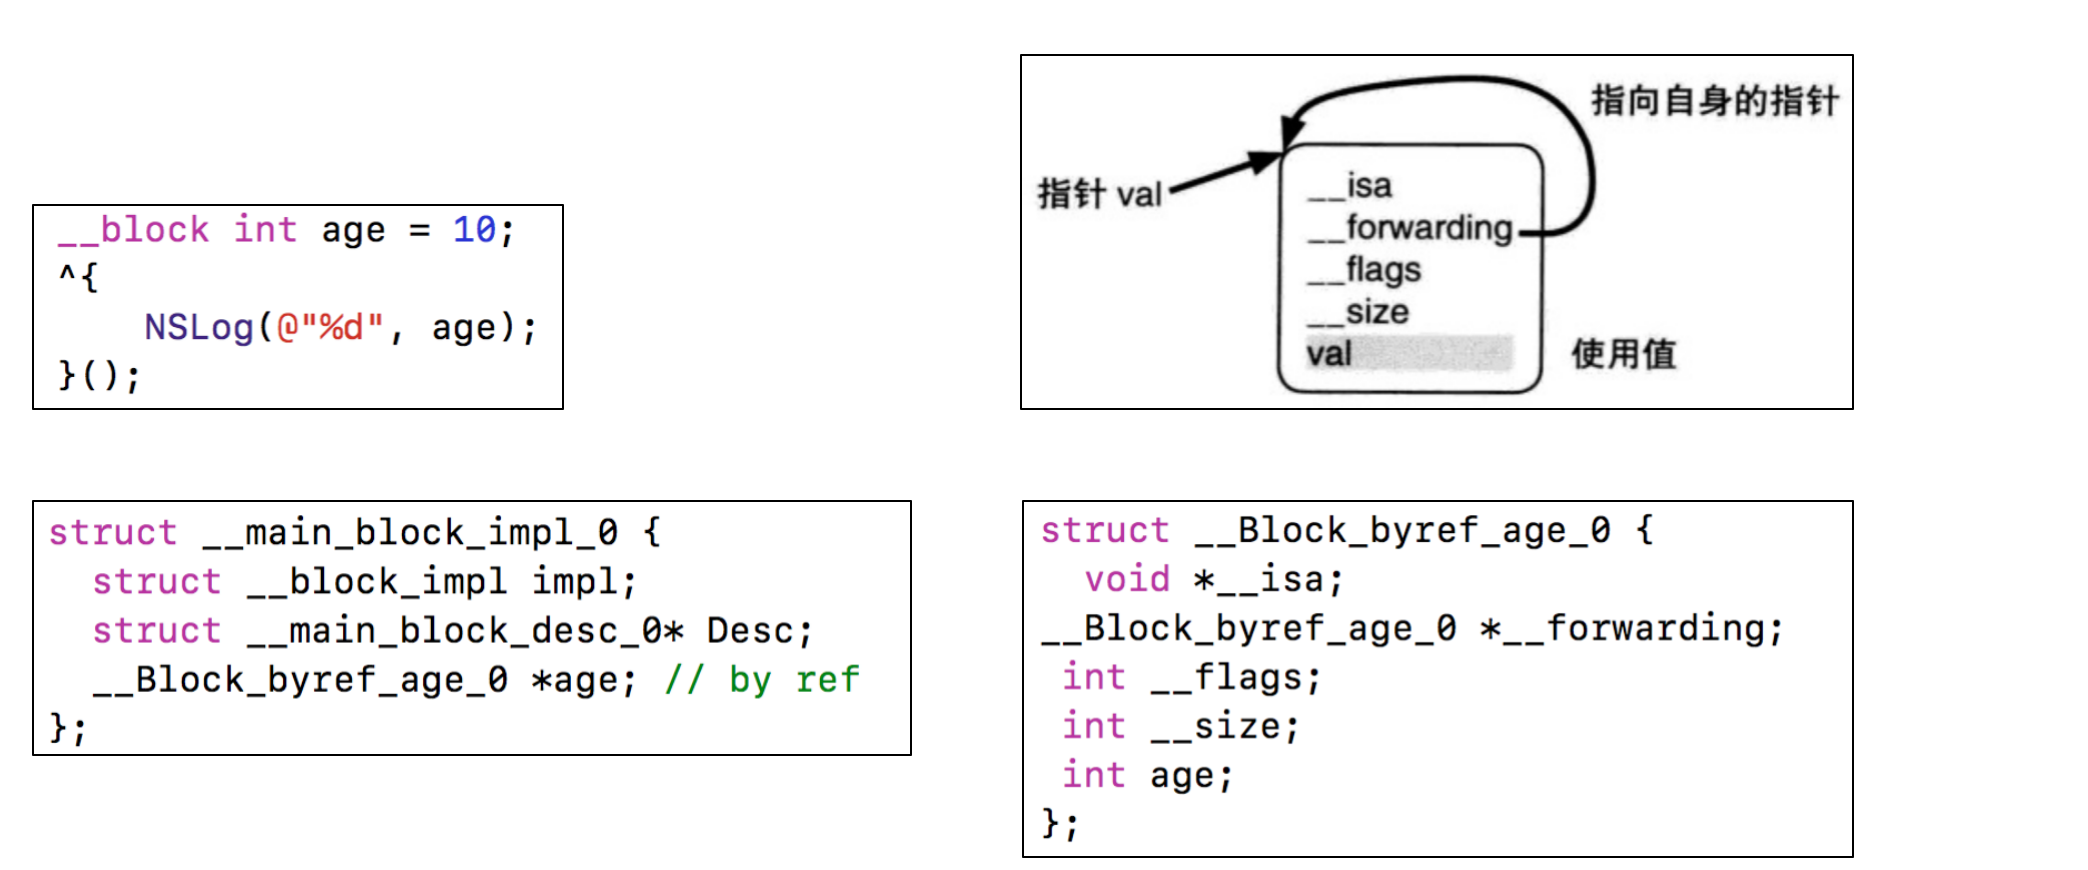 __block int age = 10;
^{
    NSLog(@"%d", age);
}();
指向自身的指针
指针 val
__isa
__forwarding
__flags
__size
val
使用值
struct __main_block_impl_0 {
  struct __block_impl impl;
  struct __main_block_desc_0* Desc;
  __Block_byref_age_0 *age; // by ref
};
struct __Block_byref_age_0 {
  void *__isa;
__Block_byref_age_0 *__forwarding;
 int __flags;
 int __size;
 int age;
};